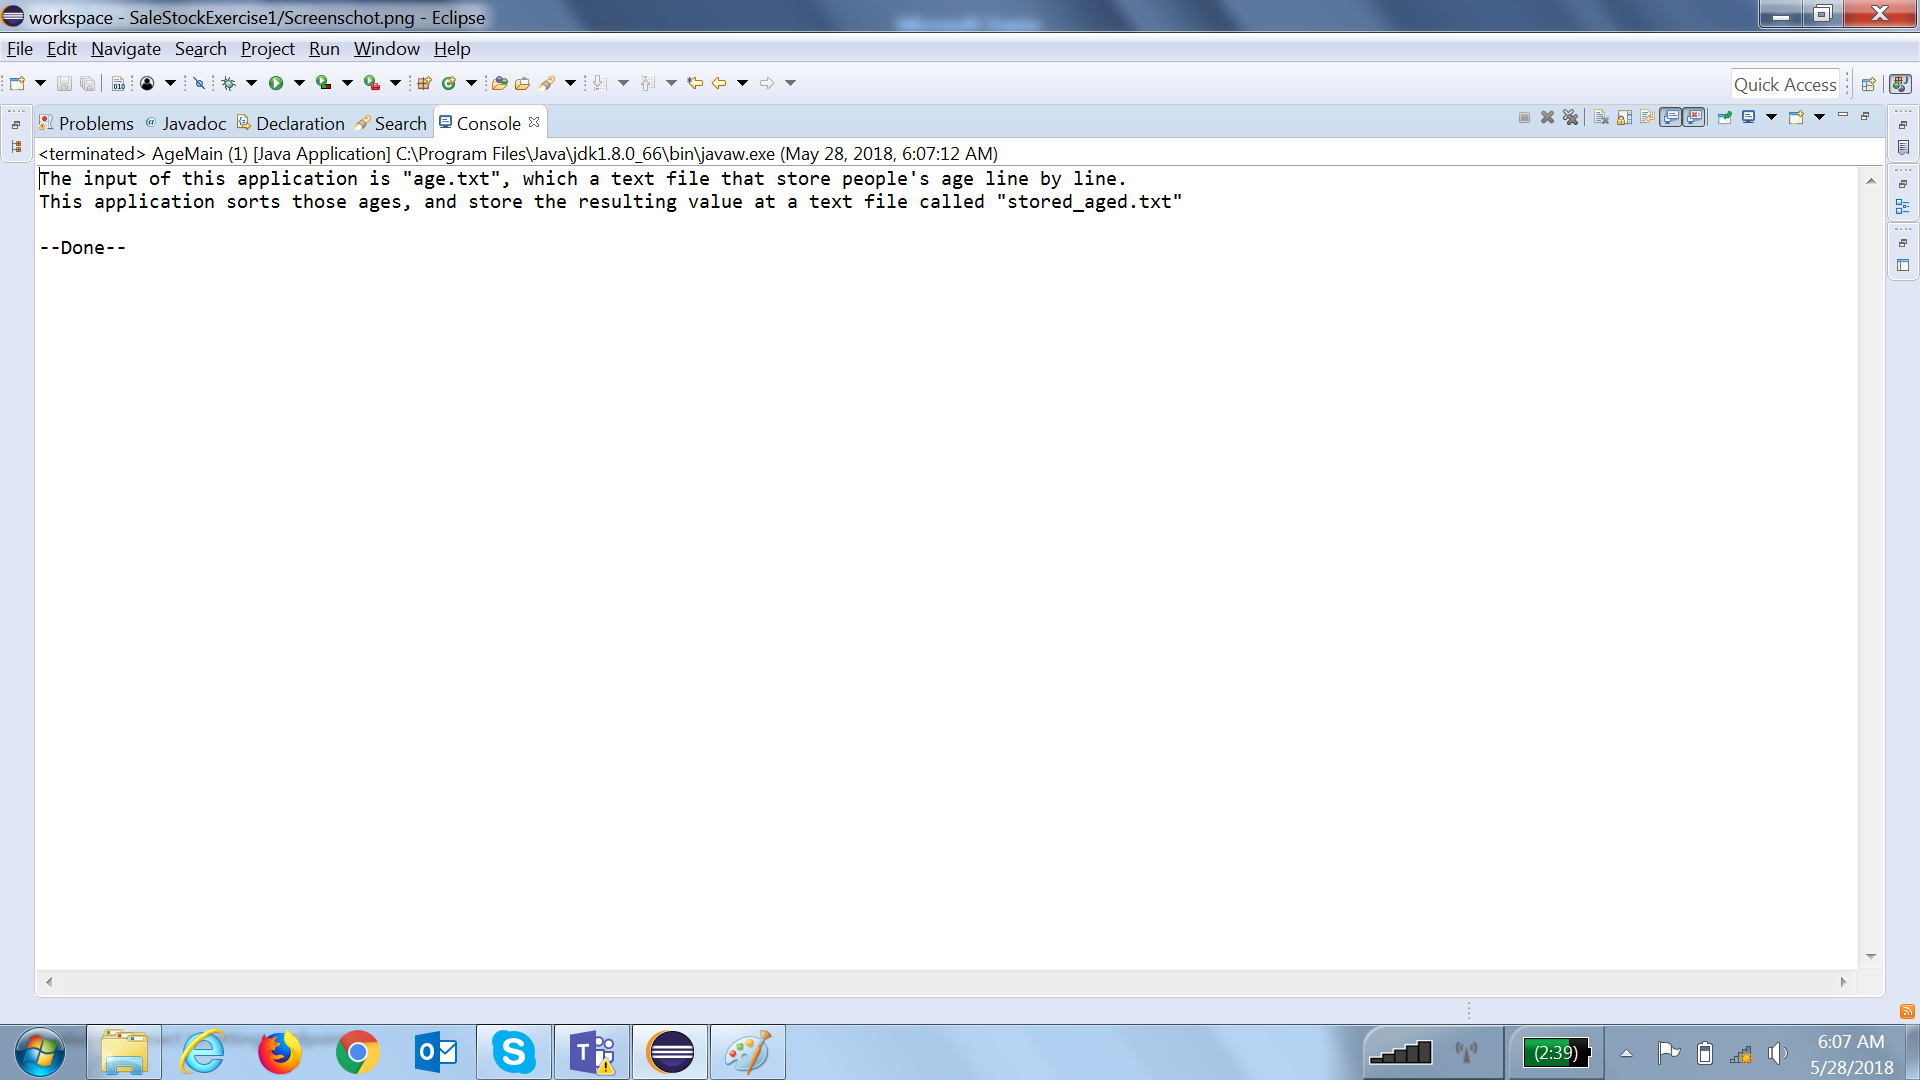 workspace - SaleStockExercise1/Screenschot.png - Eclipse
File Edit Navigate Search Project Run Window Help
Quick Access
Problems @ Javadoc Declaration Search Console
<terminated> AgeMain (1) [Java Application] C:\Program Files\Java\jdk1.8.0_66\bin\javaw.exe (May 28, 2018, 6:07:12 AM)
The input of this application is "age.txt", which a text file that store people's age line by line.
This application sorts those ages, and store the resulting value at a text file called "stored_aged.txt"
--Done--
(2:39)
6:07 AM
5/28/2018